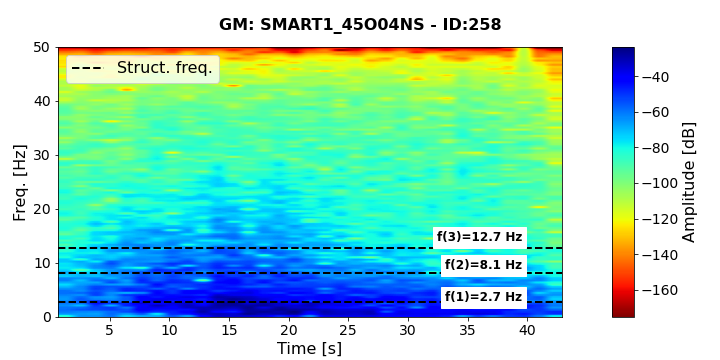 GM: SMART1_45O04NS - ID:258
50
40
30
20
10
0
Freq. [Hz]
Struct. freq.
f(3)=12.7 Hz
f(2)=8.1 Hz
f(1)=2.7 Hz
5 10 15 20 25 30 35 40
Time [s]
−40
−60
−80
−100
−120
−140
−160
Amplitude [dB]